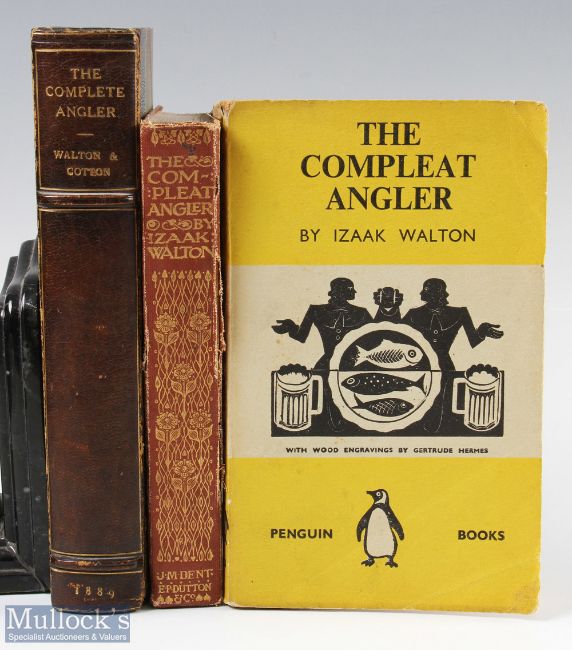 THE
COMPLETE
ANGLER
WALTON &
COTTON
1889
THE
COM-
PLEAT
ANGLER
BY
IZAAK
WALTON
J.M.DENT
E.P.DUTTON
& Co
THE
COMPLEAT
ANGLER
BY IZAAK WALTON
WITH WOOD ENGRAVINGS BY GERTRUDE HERMES
PENGUIN BOOKS
Mullock's
Specialist Auctioneers & Valuers